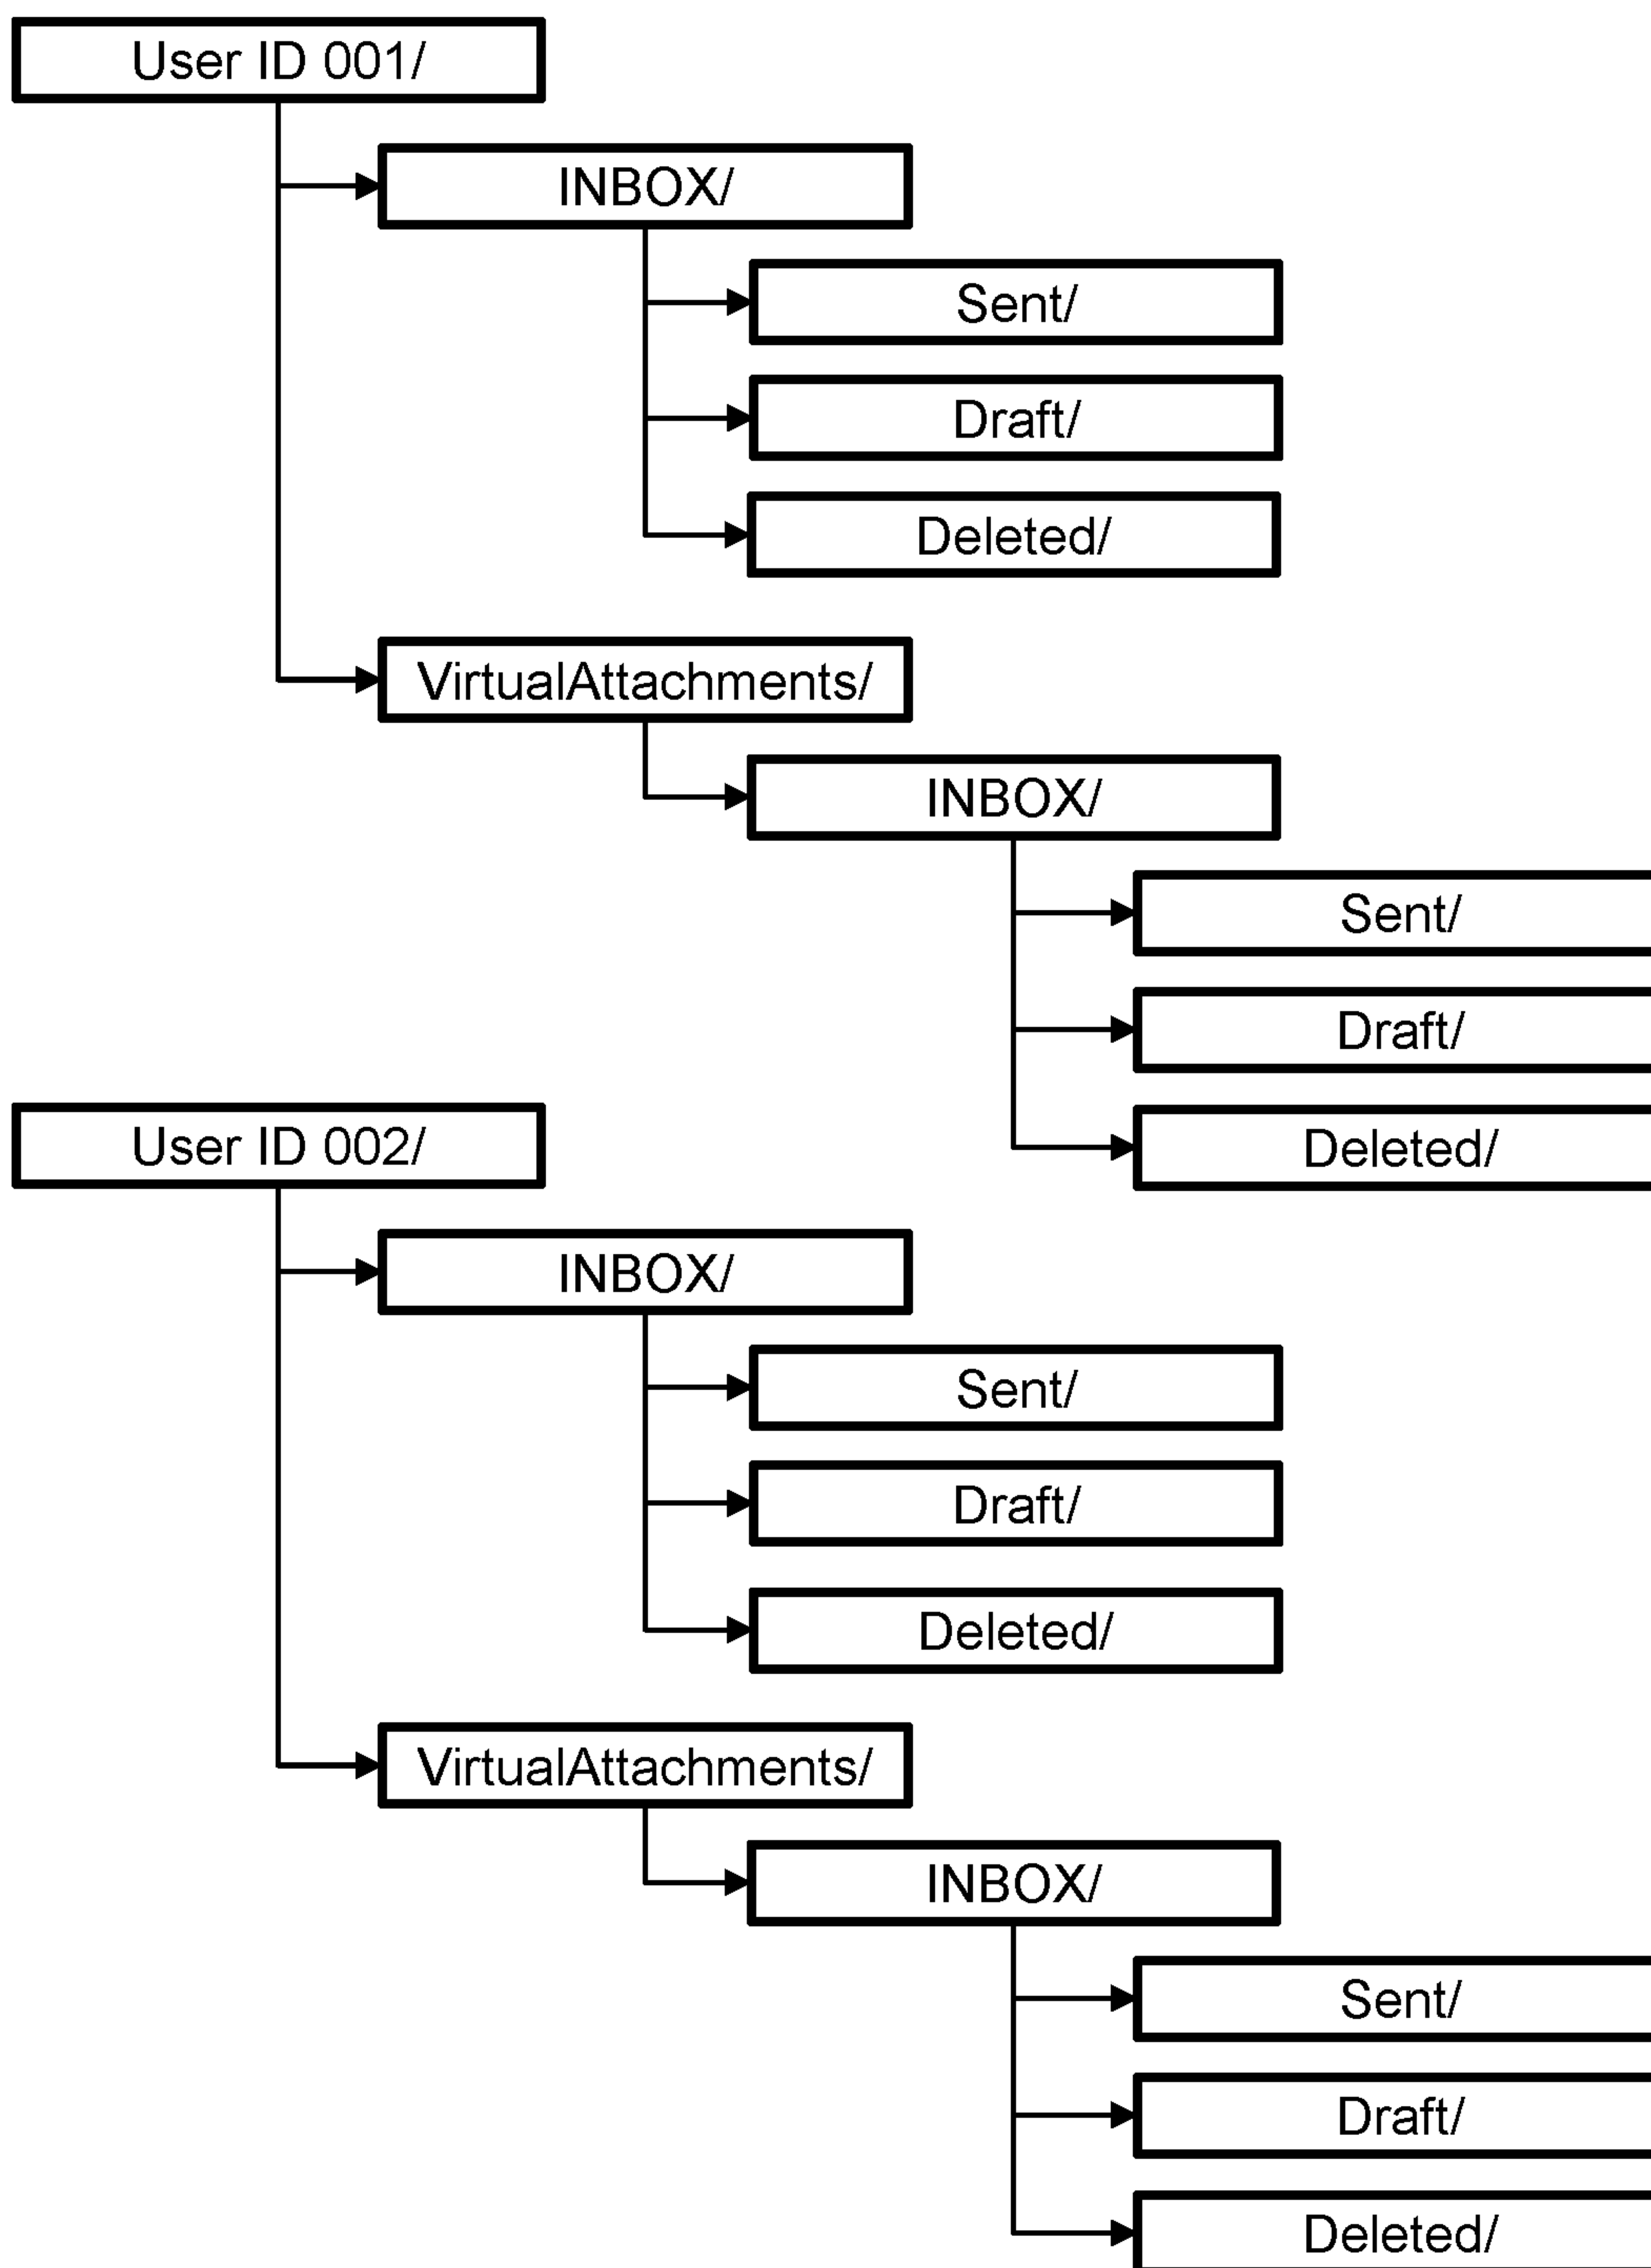 User ID 001/
INBOX/
Sent/
Draft/
Deleted/
VirtualAttachments/
INBOX/
Sent/
Draft/
Deleted/
User ID 002/
INBOX/
Sent/
Draft/
Deleted/
VirtualAttachments/
INBOX/
Sent/
Draft/
Deleted/